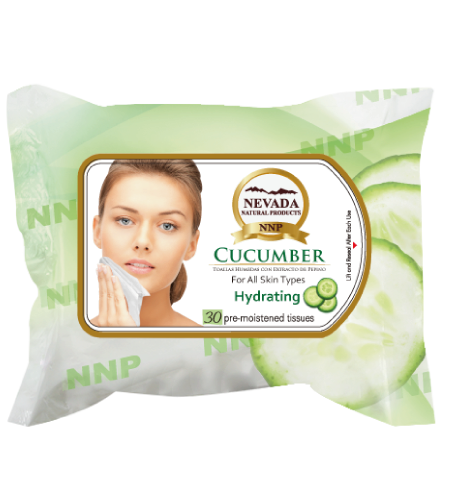 NNP
NNP
NNP
NEVADA
NATURAL PRODUCTS
NNP
CUCUMBER
TOALLAS HUMEDAS CON EXTRACTO DE PEPINO
For All Skin Types
Hydrating
30 pre-moistened tissues
Lift and Reseal After Each Use
NNP
NNP